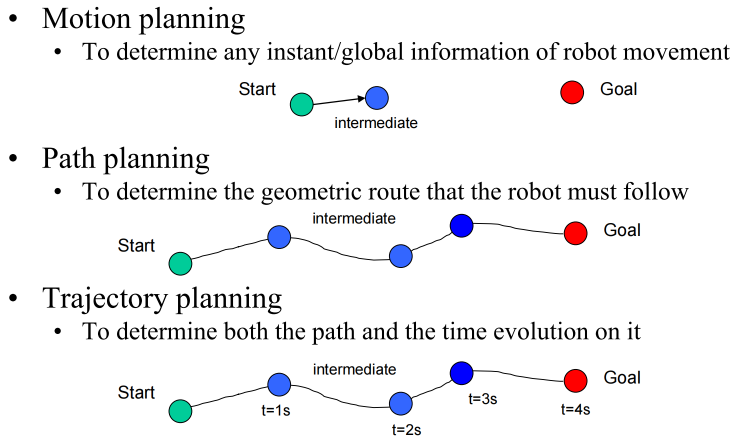 • Motion planning
• To determine any instant/global information of robot movement
Start
Goal
intermediate
• Path planning
• To determine the geometric route that the robot must follow
intermediate
Start
Goal
• Trajectory planning
• To determine both the path and the time evolution on it
intermediate
Start
Goal
t=1s
t=2s
t=3s
t=4s